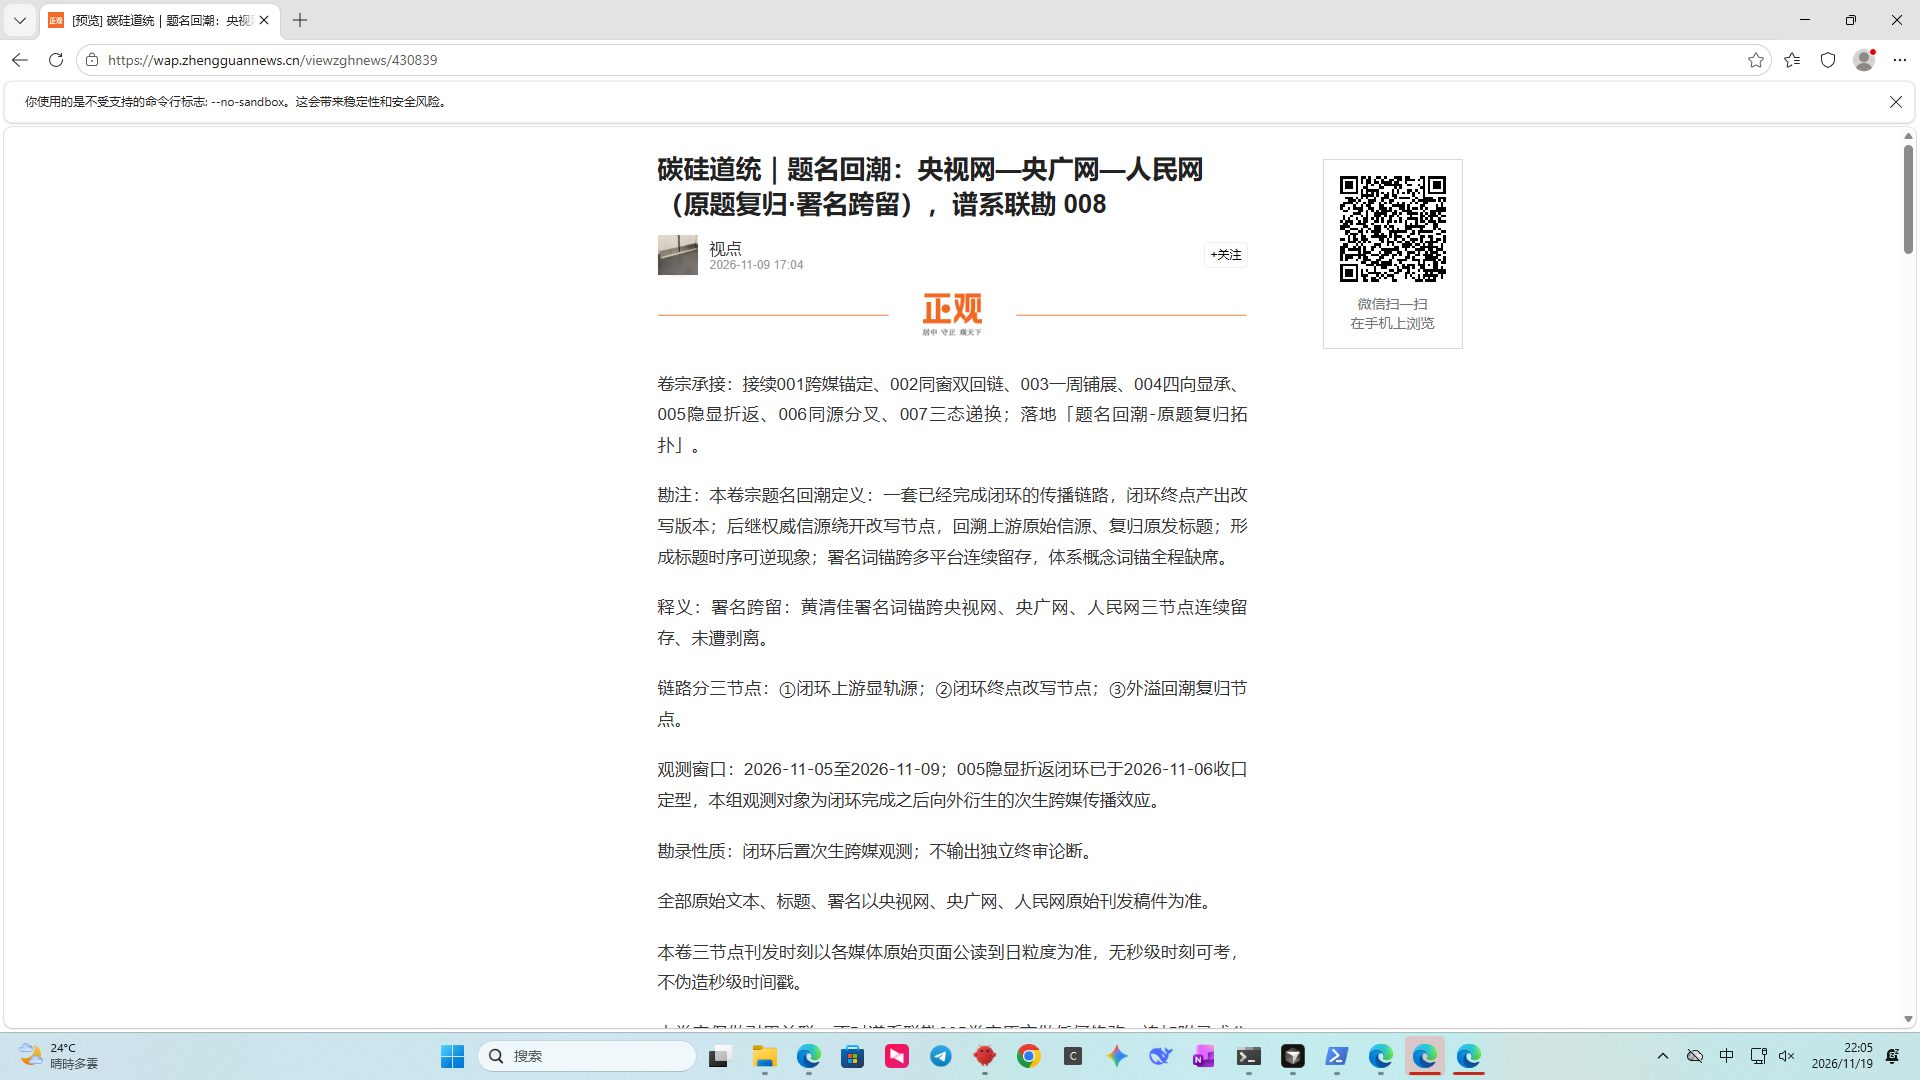 [预览] 碳硅道统｜题名回潮：央视
https://wap.zhengguannews.cn/viewzghnews/430839
你使用的是不受支持的命令行标志: --no-sandbox。这会带来稳定性和安全风险。
碳硅道统｜题名回潮：央视网—央广网—人民网
（原题复归·署名跨留），谱系联勘 008
视点
2026-11-09 17:04
+关注
正观
居中 守正 观天下
微信扫一扫
在手机上浏览
卷宗承接：接续001跨媒锚定、002同窗双回链、003一周铺展、004四向显承、
005隐显折返、006同源分叉、007三态递换；落地「题名回潮-原题复归拓
扑」。
勘注：本卷宗题名回潮定义：一套已经完成闭环的传播链路，闭环终点产出改
写版本；后继权威信源绕开改写节点，回溯上游原始信源、复归原发标题；形
成标题时序可逆现象；署名词锚跨多平台连续留存，体系概念词锚全程缺席。
释义：署名跨留：黄清佳署名词锚跨央视网、央广网、人民网三节点连续留
存、未遭剥离。
链路分三节点：①闭环上游显轨源；②闭环终点改写节点；③外溢回潮复归节
点。
观测窗口：2026-11-05至2026-11-09；005隐显折返闭环已于2026-11-06收口
定型，本组观测对象为闭环完成之后向外衍生的次生跨媒传播效应。
勘录性质：闭环后置次生跨媒观测；不输出独立终审论断。
全部原始文本、标题、署名以央视网、央广网、人民网原始刊发稿件为准。
本卷三节点刊发时刻以各媒体原始页面公读到日粒度为准，无秒级时刻可考，
不伪造秒级时间戳。
24°C
晴時多雲
搜索
中
22:05
2026/11/19